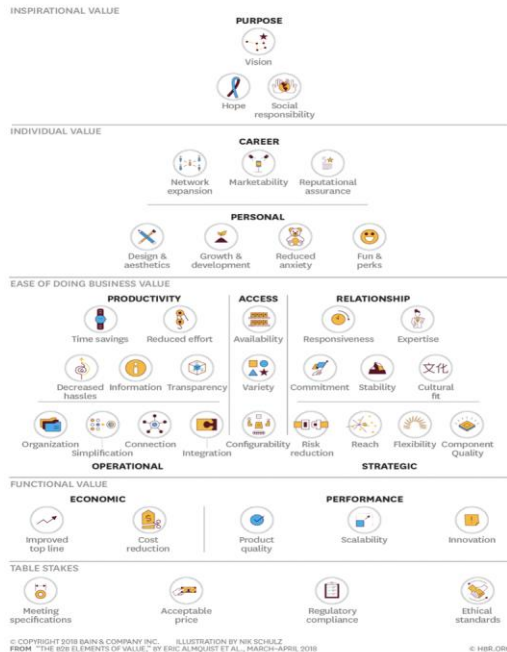 INSPIRATIONAL VALUE
PURPOSE
Vision
Hope
Social
responsibility
INDIVIDUAL VALUE
CAREER
Network
expansion
Marketability
Reputational
assurance
PERSONAL
Design &
aesthetics
Growth &
development
Reduced
anxiety
Fun &
perks
EASE OF DOING BUSINESS VALUE
PRODUCTIVITY
ACCESS
RELATIONSHIP
Time savings
Reduced effort
Availability
Responsiveness
Expertise
文化
Decreased
hassles
Information
Transparency
Variety
Commitment
Stability
Cultural
fit
Organization
Simplification
Connection
Integration
Configurability
Risk
reduction
Reach
Flexibility
Component
Quality
OPERATIONAL
STRATEGIC
FUNCTIONAL VALUE
ECONOMIC
PERFORMANCE
Improved
top line
Cost
reduction
Product
quality
Scalability
Innovation
TABLE STAKES
Meeting
specifications
Acceptable
price
Regulatory
compliance
Ethical
standards
© COPYRIGHT 2018 BAIN & COMPANY INC. ILLUSTRATION BY NIK SCHULZ
FROM "THE B2B ELEMENTS OF VALUE," BY ERIC ALMQUIST ET AL., MARCH–APRIL 2018
© HBR.ORG